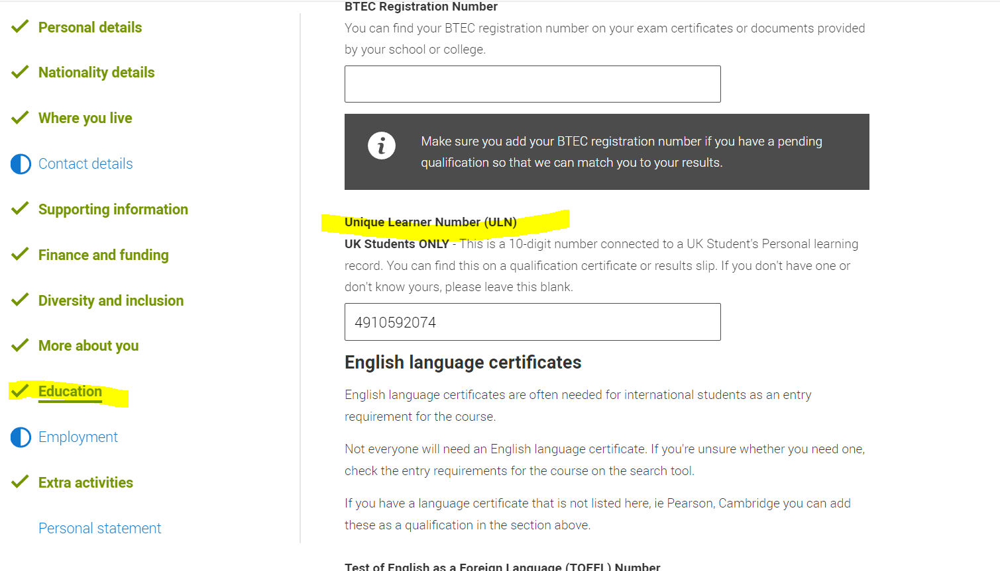 Personal details
Nationality details
Where you live
Contact details
Supporting information
Finance and funding
Diversity and inclusion
More about you
Education
Employment
Extra activities
Personal statement
BTEC Registration Number
You can find your BTEC registration number on your exam certificates or documents provided
by your school or college.
Make sure you add your BTEC registration number if you have a pending
qualification so that we can match you to your results.
Unique Learner Number (ULN)
UK Students ONLY - This is a 10-digit number connected to a UK Student's Personal learning
record. You can find this on a qualification certificate or results slip. If you don't have one or
don't know yours, please leave this blank.
4910592074
English language certificates
English language certificates are often needed for international students as an entry
requirement for the course.
Not everyone will need an English language certificate. If you're unsure whether you need one,
check the entry requirements for the course on the search tool.
If you have a language certificate that is not listed here, ie Pearson, Cambridge you can add
these as a qualification in the section above.
Test of English as a Foreign Language (TOEFL) Number